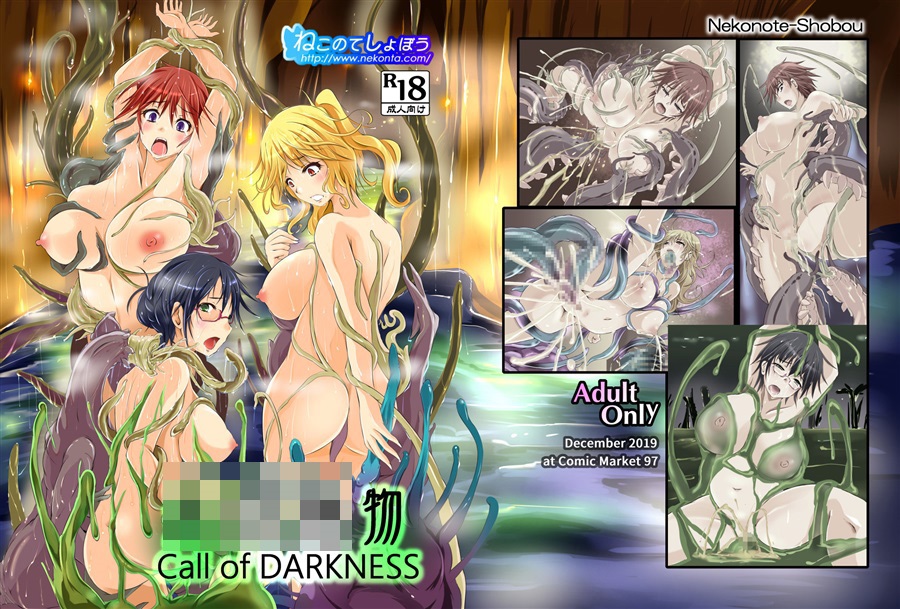 ねこのてしょぼう
http://www.nekonta.com/
R18
成人向け
物
Call of DARKNESS
Nekonote-Shobou
Adult
Only
December 2019
at Comic Market 97